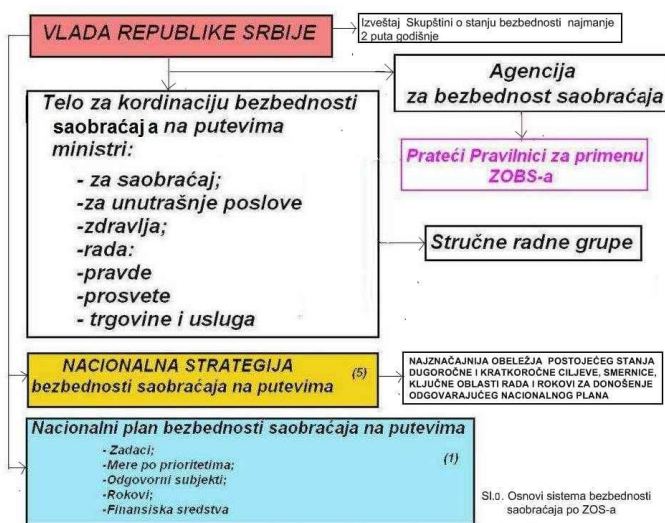 VLADA REPUBLIKE SRBIJE
Izveštaj Skupštini o stanju bezbednosti najmanje
2 puta godišnje
Agencija
za bezbednost saobraćaja
Telo za kordinaciju bezbednosti
saobraćaja na putevima
ministri:
- za saobraćaj;
-za unutrašnje poslove
-zdravlja;
-rada:
-pravde
-prosvete
- trgovine i usluga
Prateći Pravilnici za primenu
ZOBS-a
Stručne radne grupe
NACIONALNA STRATEGIJA
bezbednosti saobraćaja na putevima (5)
NAJZNAČAJNIJA OBELEŽJA POSTOJEĆEG STANJA
DUGOROČNE I KRATKOROČNE CILJEVE, SMERNICE,
KLJUČNE OBLASTI RADA I ROKOVI ZA DONOŠENJE
ODGOVARAJUĆEG NACIONALNOG PLANA
Nacionalni plan bezbednosti saobraćaja na putevima
- Zadaci;
-Mere po prioritetima; (1)
-Odgovorni subjekti;
-Rokovi;
-Finansiska sredstva
Sl.0. Osnovi sistema bezbednosti
saobraćaja po ZOS-a